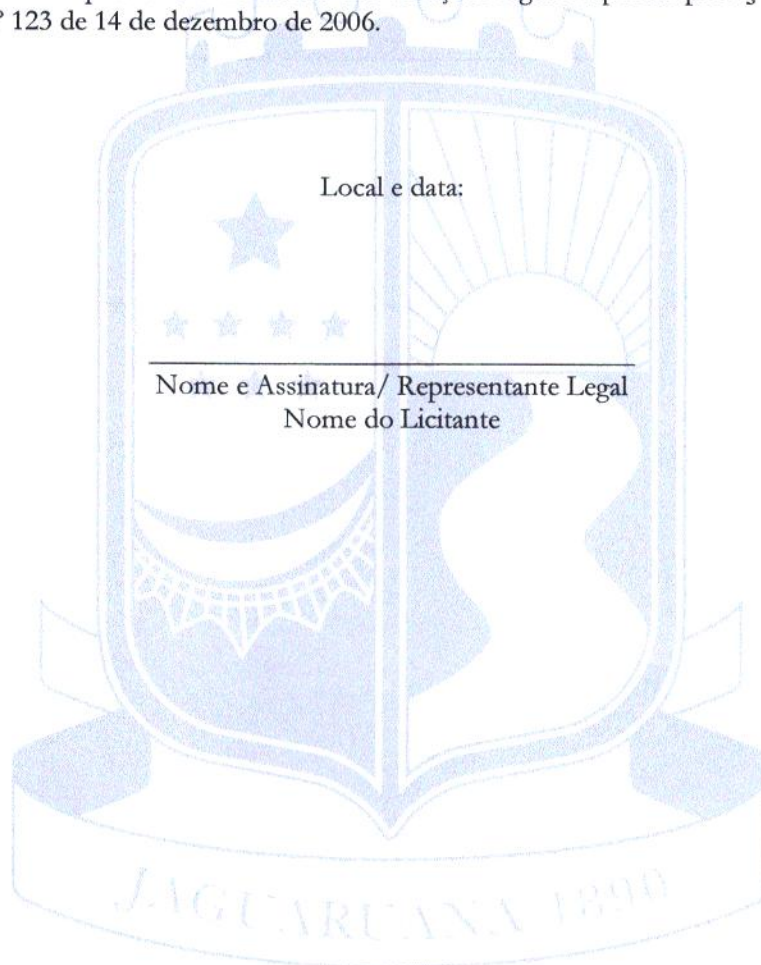 º 123 de 14 de dezembro de 2006.
Local e data:
Nome e Assinatura/ Representante Legal
Nome do Licitante
JAGUARUANA 1890